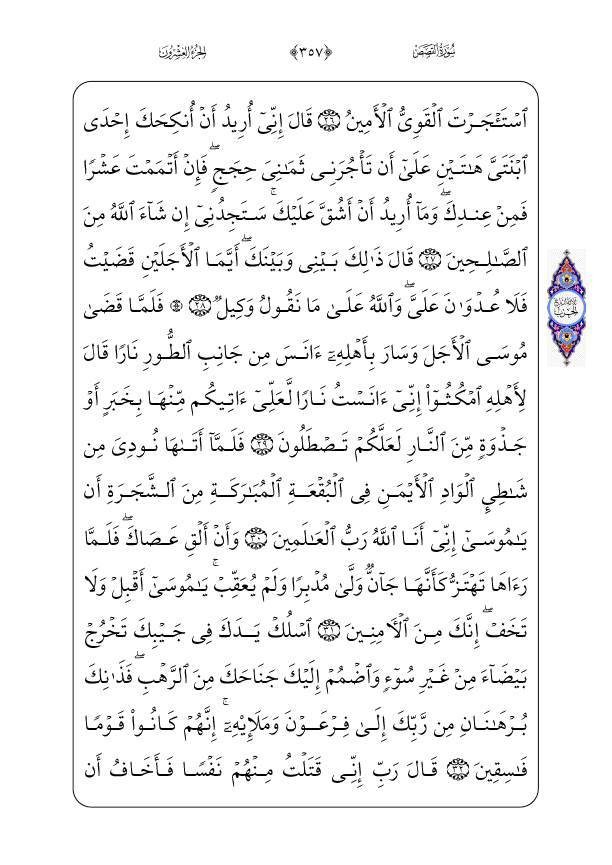 سُورَةُ القَصَصِ ﴿٣٥٧﴾ الجُزْءُ العِشْرُونَ
ٱسْتَـْٔجَرْتَ ٱلْقَوِىُّ ٱلْأَمِينُ ﴿٢٦﴾ قَالَ إِنِّىٓ أُرِيدُ أَنْ أُنكِحَكَ إِحْدَى
ٱبْنَتَىَّ هَـٰتَيْنِ عَلَىٰٓ أَن تَأْجُرَنِى ثَمَـٰنِىَ حِجَجٍۖ فَإِنْ أَتْمَمْتَ عَشْرًا
فَمِنْ عِندِكَۖ وَمَآ أُرِيدُ أَنْ أَشُقَّ عَلَيْكَۚ سَتَجِدُنِىٓ إِن شَآءَ ٱللَّهُ مِنَ
ٱلصَّـٰلِحِينَ ﴿٢٧﴾ قَالَ ذَٰلِكَ بَيْنِى وَبَيْنَكَۖ أَيَّمَا ٱلْأَجَلَيْنِ قَضَيْتُ
فَلَا عُدْوَٰنَ عَلَىَّۖ وَٱللَّهُ عَلَىٰ مَا نَقُولُ وَكِيلٌ ﴿٢٨﴾ ۞ فَلَمَّا قَضَىٰ
مُوسَى ٱلْأَجَلَ وَسَارَ بِأَهْلِهِۦٓ ءَانَسَ مِن جَانِبِ ٱلطُّورِ نَارًا قَالَ
لِأَهْلِهِ ٱمْكُثُوٓا۟ إِنِّىٓ ءَانَسْتُ نَارًا لَّعَلِّىٓ ءَاتِيكُم مِّنْهَا بِخَبَرٍ أَوْ
جَذْوَةٍ مِّنَ ٱلنَّارِ لَعَلَّكُمْ تَصْطَلُونَ ﴿٢٩﴾ فَلَمَّآ أَتَىٰهَا نُودِىَ مِن
شَـٰطِئِ ٱلْوَادِ ٱلْأَيْمَنِ فِى ٱلْبُقْعَةِ ٱلْمُبَـٰرَكَةِ مِنَ ٱلشَّجَرَةِ أَن
يَـٰمُوسَىٰٓ إِنِّىٓ أَنَا ٱللَّهُ رَبُّ ٱلْعَـٰلَمِينَ ﴿٣٠﴾ وَأَنْ أَلْقِ عَصَاكَۖ فَلَمَّا
رَءَاهَا تَهْتَزُّ كَأَنَّهَا جَآنٌّ وَلَّىٰ مُدْبِرًا وَلَمْ يُعَقِّبْۚ يَـٰمُوسَىٰٓ أَقْبِلْ وَلَا
تَخَفْۖ إِنَّكَ مِنَ ٱلْـَٔامِنِينَ ﴿٣١﴾ ٱسْلُكْ يَدَكَ فِى جَيْبِكَ تَخْرُجْ
بَيْضَآءَ مِنْ غَيْرِ سُوٓءٍ وَٱضْمُمْ إِلَيْكَ جَنَاحَكَ مِنَ ٱلرَّهْبِۖ فَذَٰنِكَ
بُرْهَـٰنَانِ مِن رَّبِّكَ إِلَىٰ فِرْعَوْنَ وَمَلَإِي۟هِۦٓۚ إِنَّهُمْ كَانُوا۟ قَوْمًا
فَـٰسِقِينَ ﴿٣٢﴾ قَالَ رَبِّ إِنِّى قَتَلْتُ مِنْهُمْ نَفْسًا فَأَخَافُ أَن